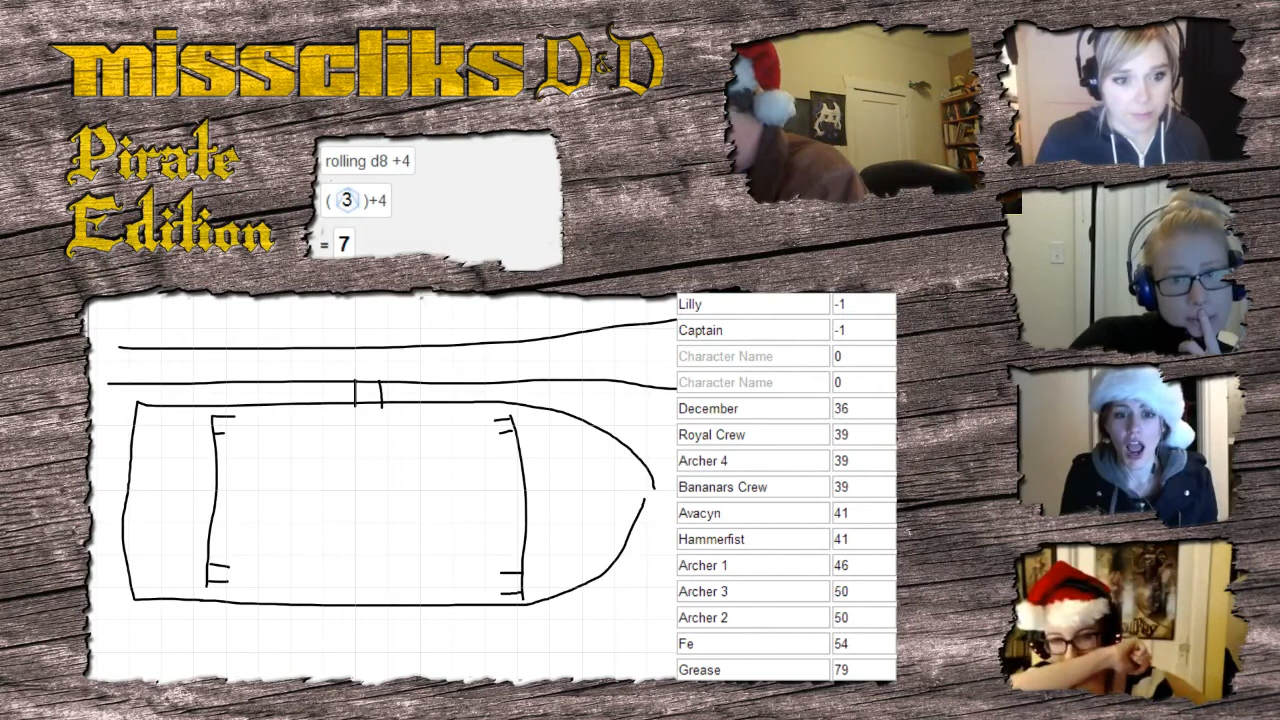 misscliks D&D
Pirate
Edition
rolling d8 +4
( 3 )+4
= 7
Lilly -1
Captain -1
Character Name 0
Character Name 0
December 36
Royal Crew 39
Archer 4 39
Bananars Crew 39
Avacyn 41
Hammerfist 41
Archer 1 46
Archer 3 50
Archer 2 50
Fe 54
Grease 79